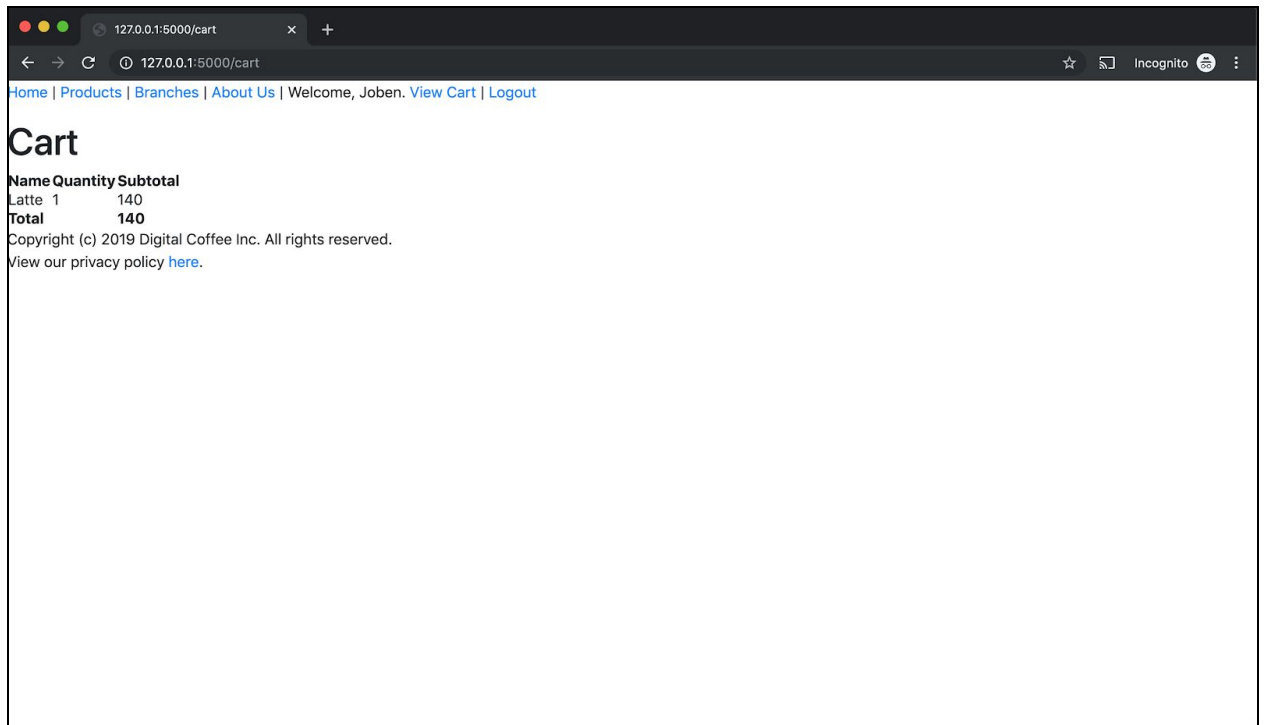 127.0.0.1:5000/cart
127.0.0.1:5000/cart Incognito
Home | Products | Branches | About Us | Welcome, Joben. View Cart | Logout
Cart
Name Quantity Subtotal
Latte 1 140
Total 140
Copyright (c) 2019 Digital Coffee Inc. All rights reserved.
View our privacy policy here.